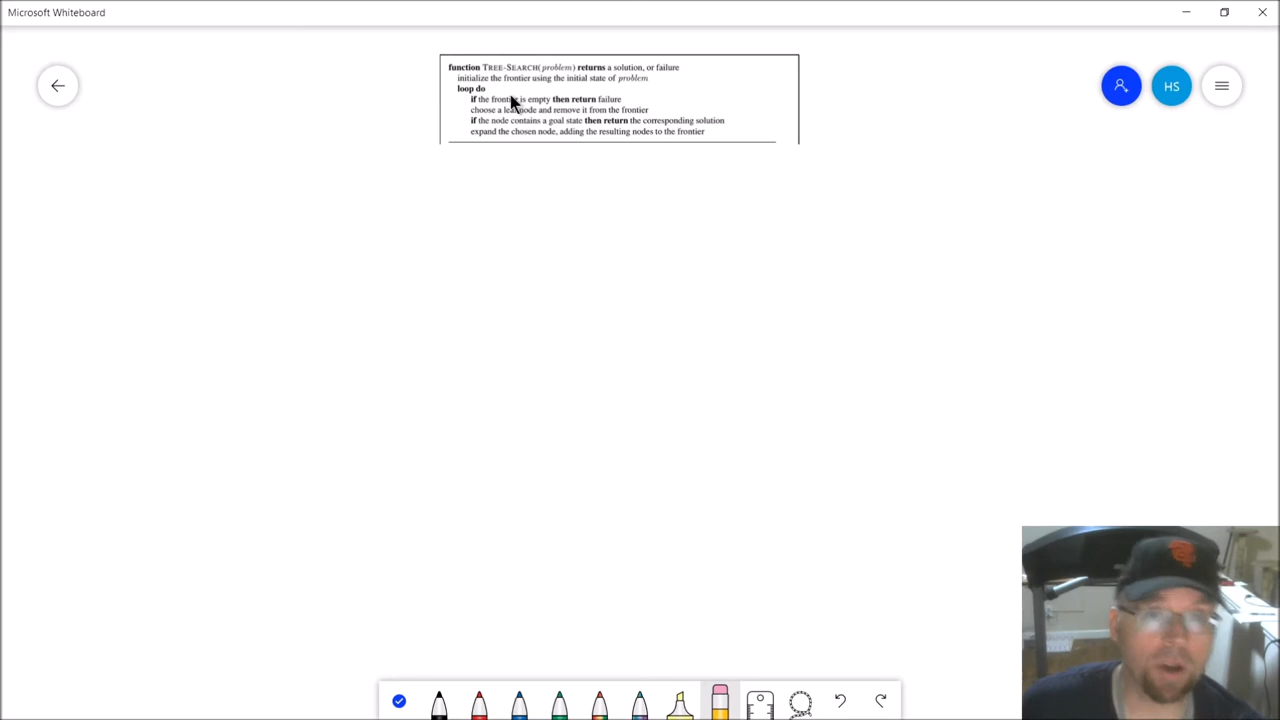 Microsoft Whiteboard
function TREE-SEARCH(problem) returns a solution, or failure
initialize the frontier using the initial state of problem
loop do
if the frontier is empty then return failure
choose a leaf node and remove it from the frontier
if the node contains a goal state then return the corresponding solution
expand the chosen node, adding the resulting nodes to the frontier
HS